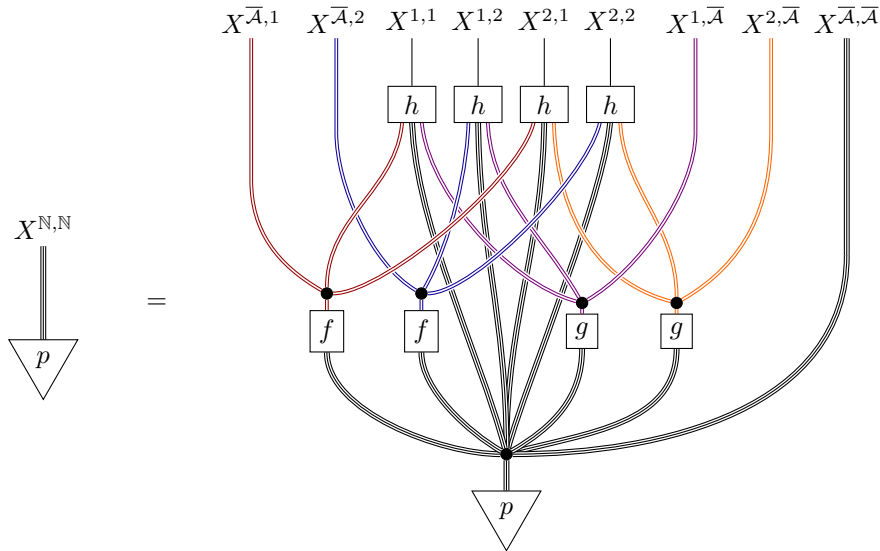 $X^{\overline{\mathcal{A}},1}$ $X^{\overline{\mathcal{A}},2}$ $X^{1,1}$ $X^{1,2}$ $X^{2,1}$ $X^{2,2}$ $X^{1,\overline{\mathcal{A}}}$ $X^{2,\overline{\mathcal{A}}}$ $X^{\overline{\mathcal{A}},\overline{\mathcal{A}}}$
h h h h
$X^{\mathbb{N},\mathbb{N}}$
=
f f g g
p
p